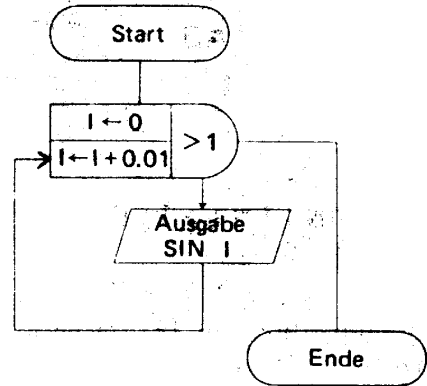 Start
I ← 0
I ← I + 0.01
> 1
Ausgabe
SIN I
Ende